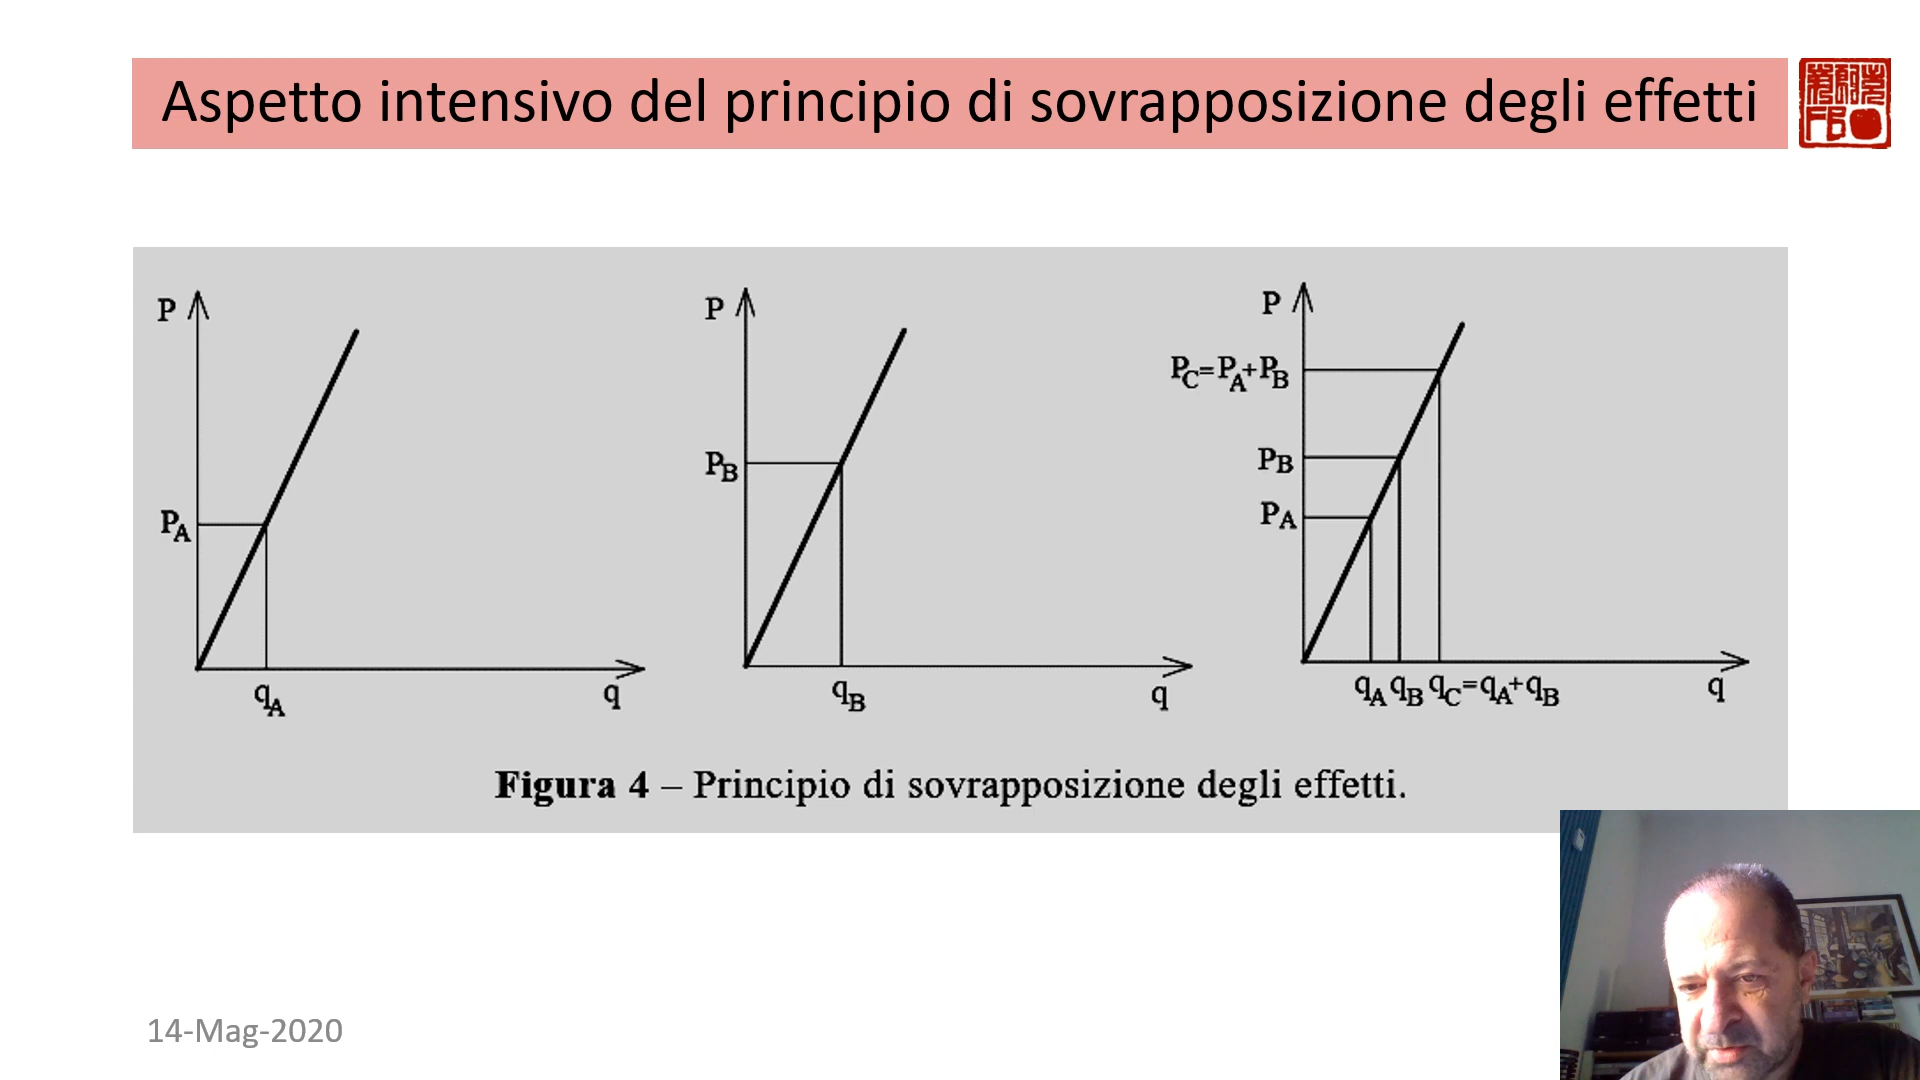 Aspetto intensivo del principio di sovrapposizione degli effetti
FB
P
P_A
q_A
q
P
P_B
q_B
q
P
P_C=P_A+P_B
P_B
P_A
q_A q_B q_C=q_A+q_B
q
Figura 4 – Principio di sovrapposizione degli effetti.
14-Mag-2020